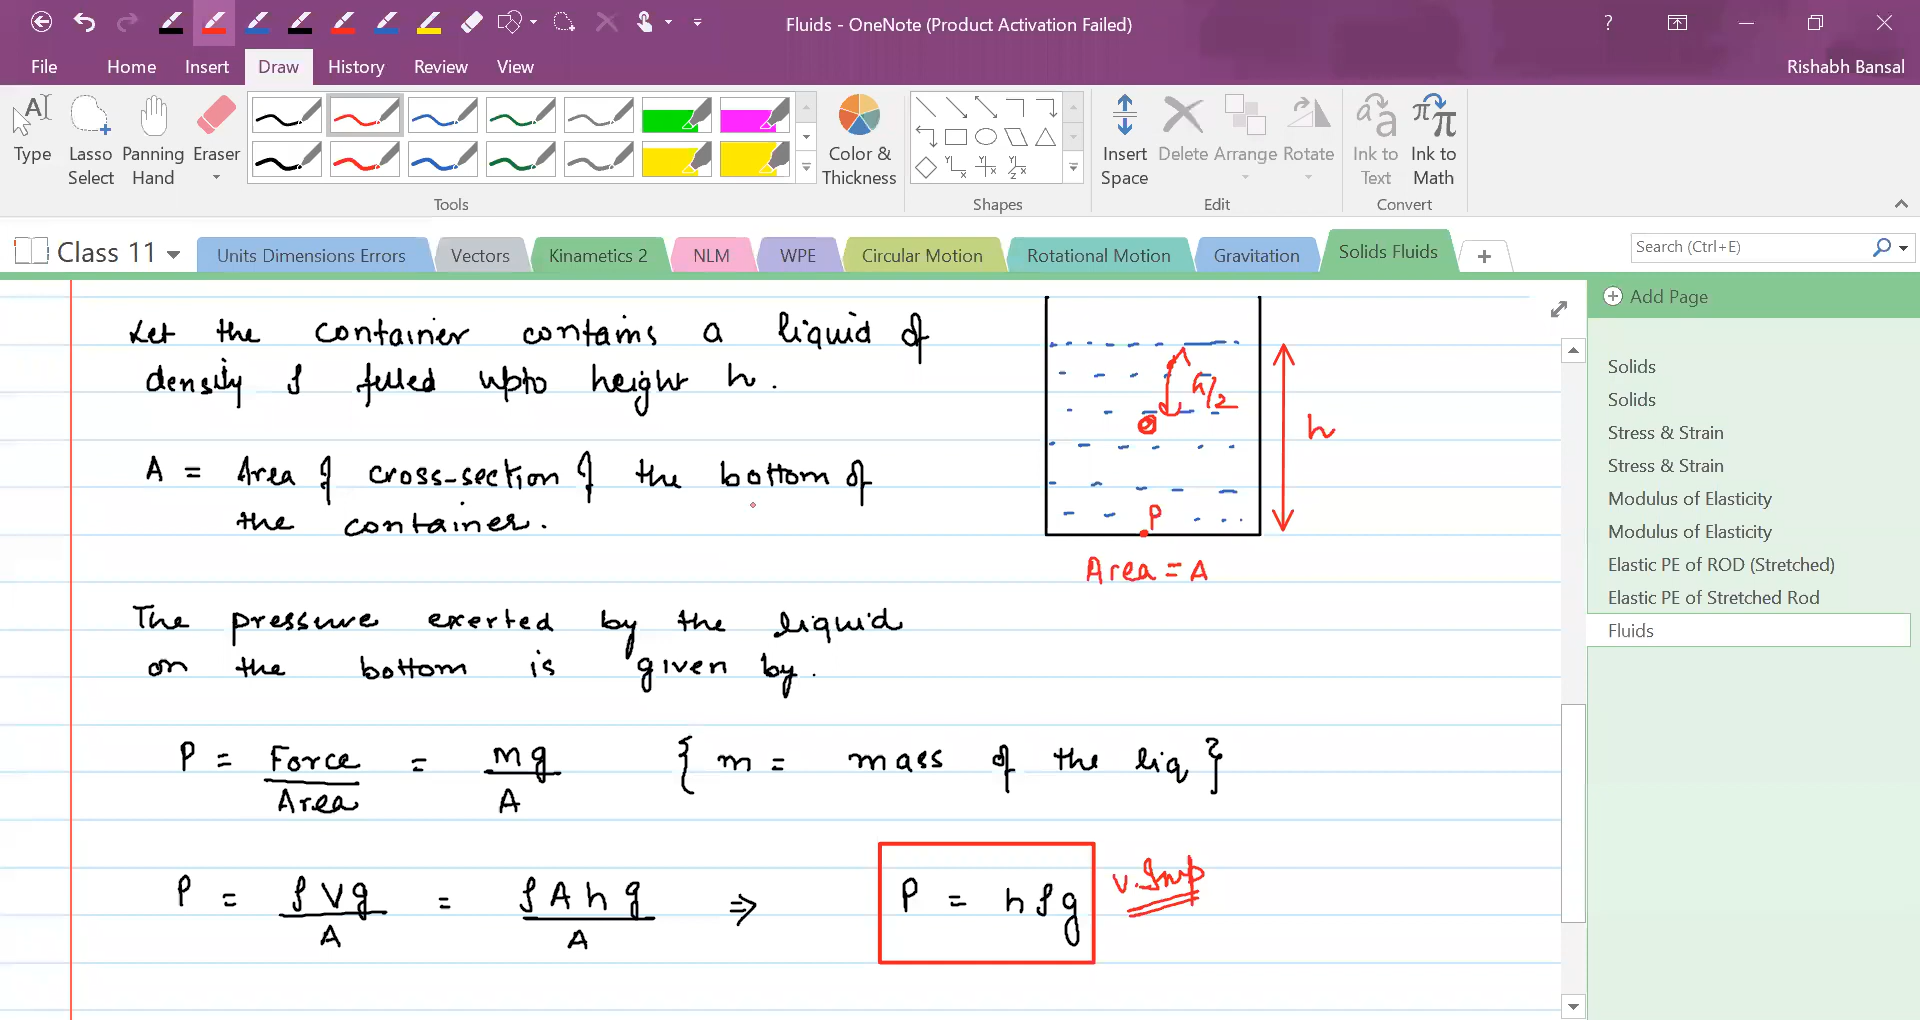 Fluids - OneNote (Product Activation Failed)
?
File Home Insert Draw History Review View
Rishabh Bansal
Type
Lasso Select
Panning Hand
Eraser
Color & Thickness
Insert Space
Delete
Arrange
Rotate
Ink to Text
Ink to Math
Tools
Shapes
Edit
Convert
Class 11
Units Dimensions Errors
Vectors
Kinametics 2
NLM
WPE
Circular Motion
Rotational Motion
Gravitation
Solids Fluids
+
Search (Ctrl+E)
Add Page
Solids
Solids
Stress & Strain
Stress & Strain
Modulus of Elasticity
Modulus of Elasticity
Elastic PE of ROD (Stretched)
Elastic PE of Stretched Rod
Fluids
Let the container contains a liquid of
density ρ filled upto height h.
A = Area of cross-section of the bottom of
the container.
h/2
h
P
Area = A
The pressure exerted by the liquid
on the bottom is given by.
P = Force/Area = mg/A { m = mass of the liq }
P = ρVg/A = ρAhg/A ⇒ P = hρg v.Imp